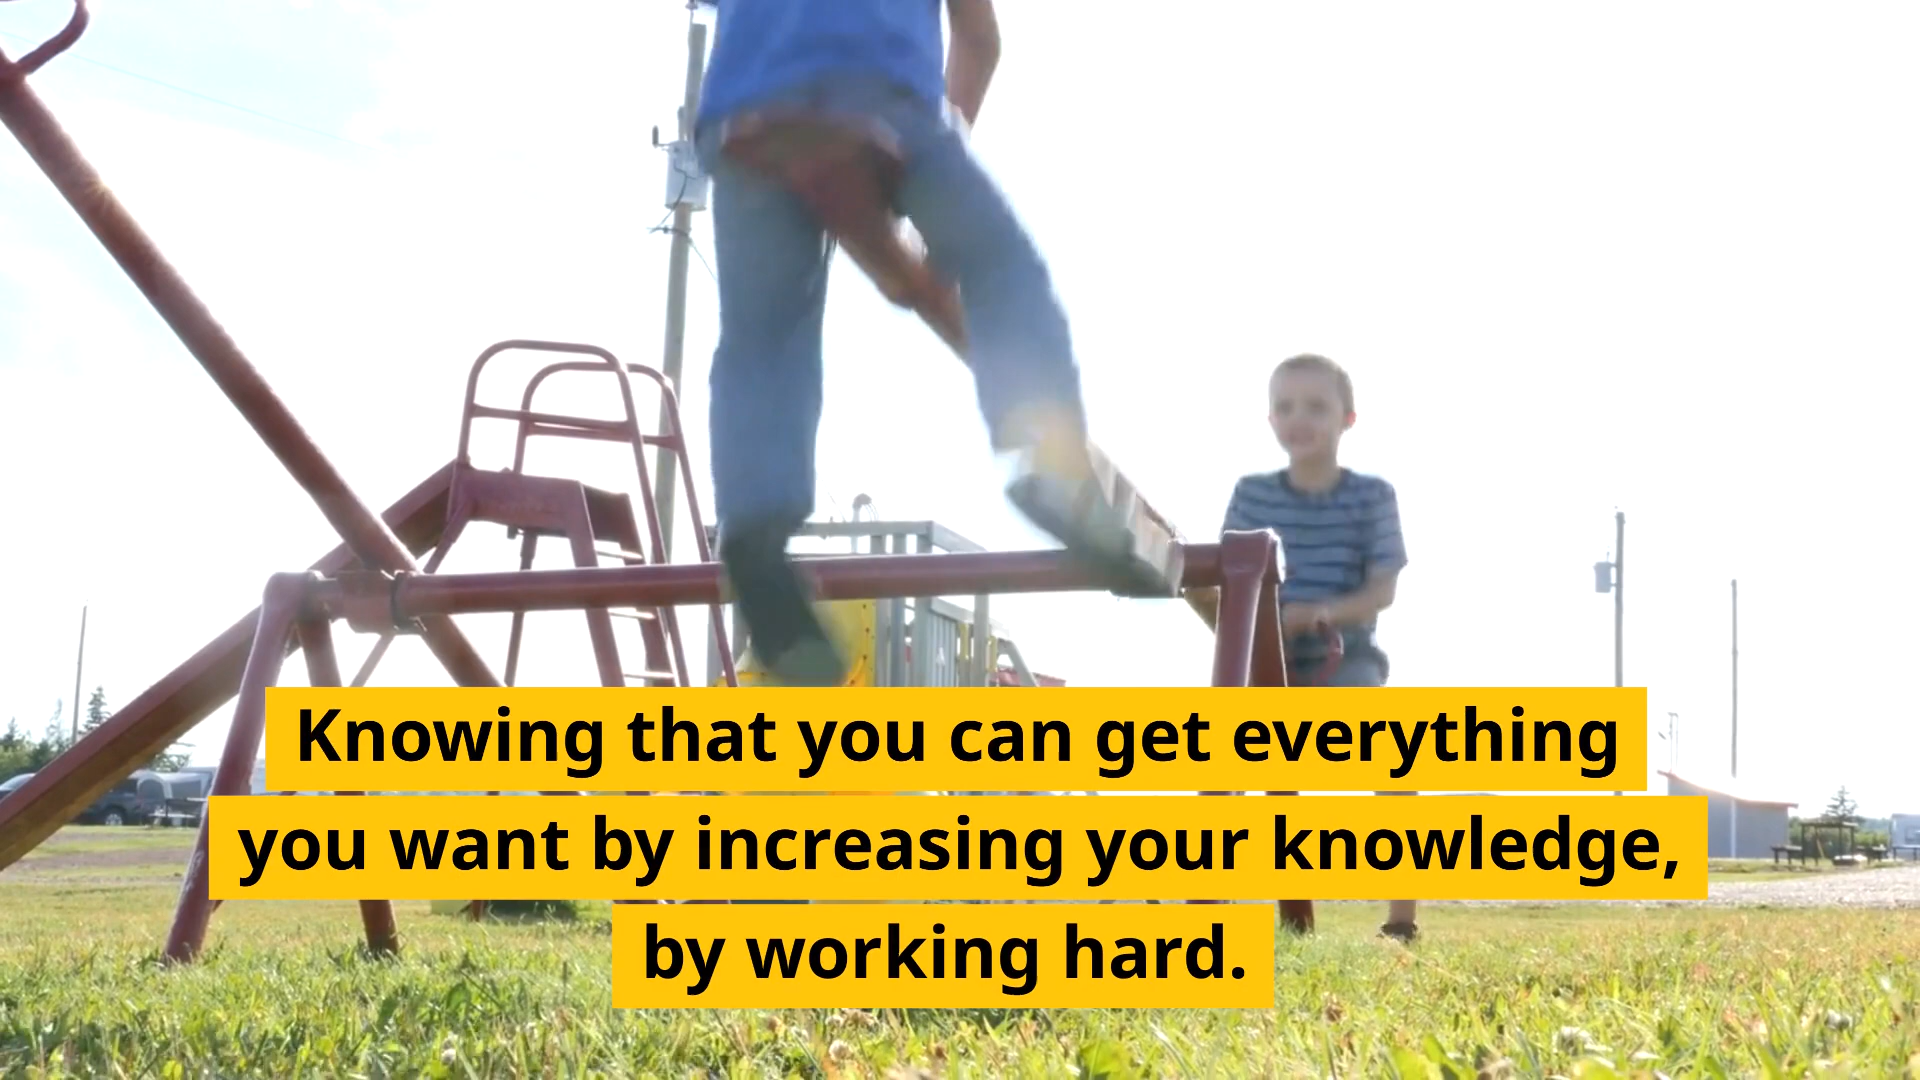 Knowing that you can get everything
you want by increasing your knowledge,
by working hard.